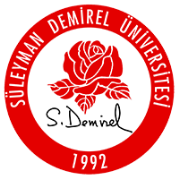 SÜLEYMAN DEMİREL ÜNİVERSİTESİ
S. Demirel
1992